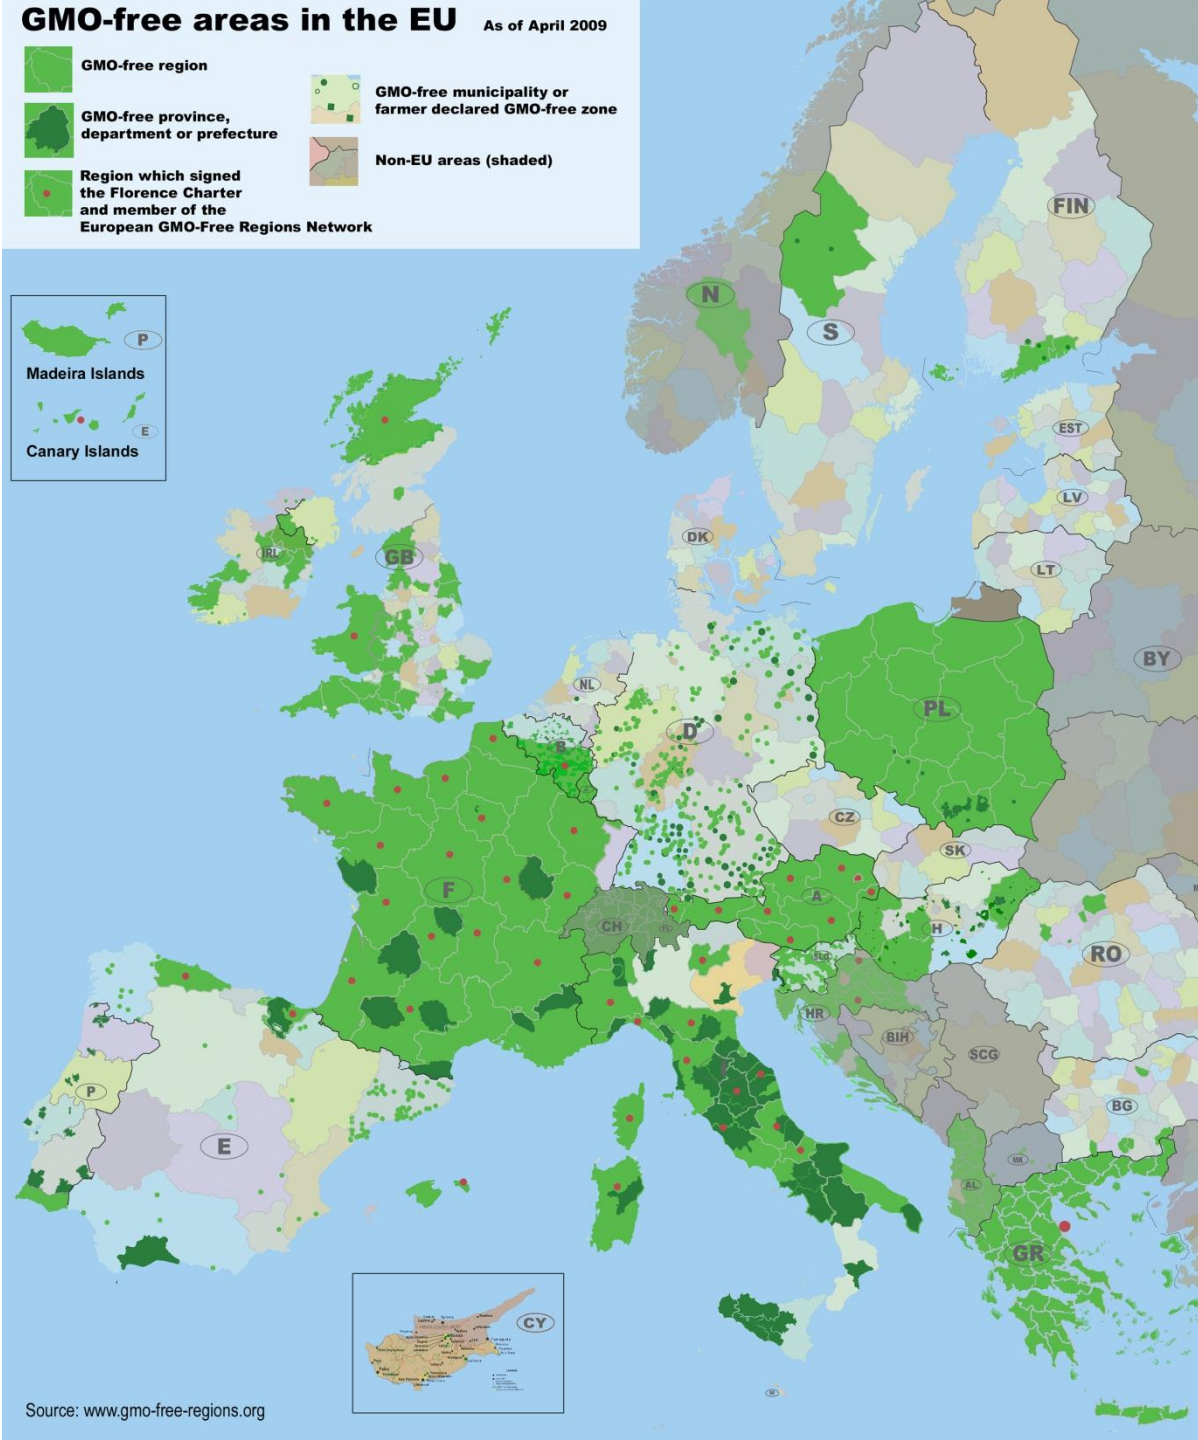 GMO-free areas in the EU As of April 2009
GMO-free region
GMO-free province,
department or prefecture
Region which signed
the Florence Charter
and member of the
European GMO-Free Regions Network
GMO-free municipality or
farmer declared GMO-free zone
Non-EU areas (shaded)
P
Madeira Islands
E
Canary Islands
N
S
FIN
EST
LV
LT
DK
IRL
GB
NL
B
D
PL
BY
CZ
SK
F
CH
A
H
RO
SLO
HR
BIH
SCG
BG
P
E
I
MK
AL
GR
CY
M
Source: www.gmo-free-regions.org